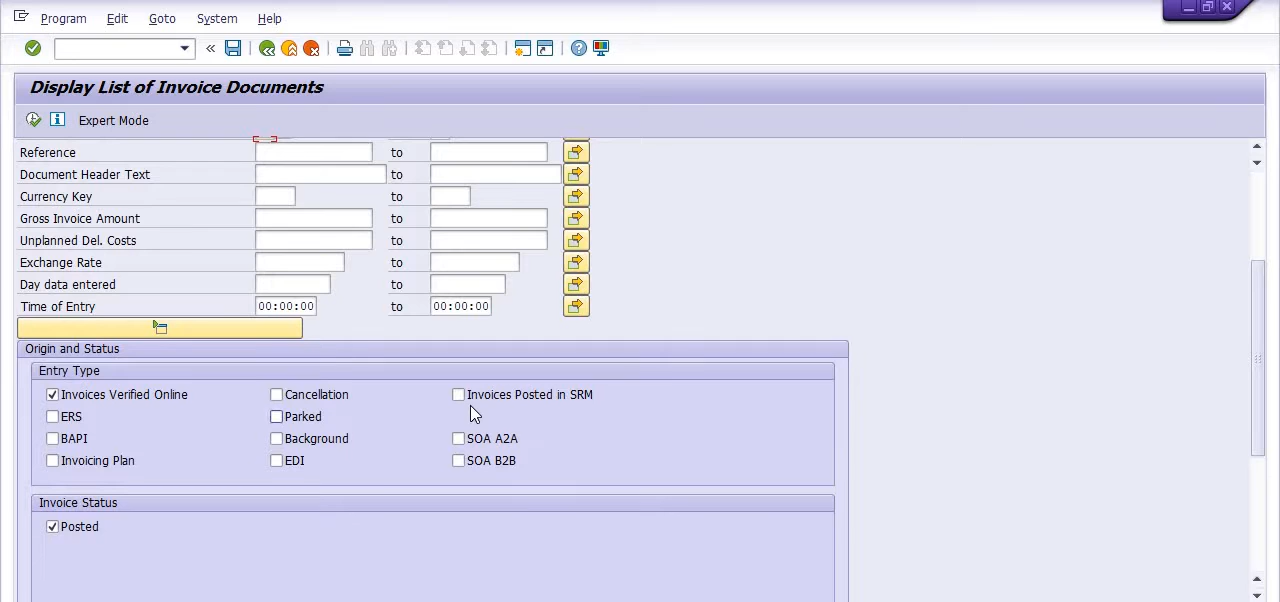 Program Edit Goto System Help
Display List of Invoice Documents
Expert Mode
Reference to
Document Header Text to
Currency Key to
Gross Invoice Amount to
Unplanned Del. Costs to
Exchange Rate to
Day data entered to
Time of Entry 00:00:00 to 00:00:00
Origin and Status
Entry Type
Invoices Verified Online Cancellation Invoices Posted in SRM
ERS Parked
BAPI Background SOA A2A
Invoicing Plan EDI SOA B2B
Invoice Status
Posted